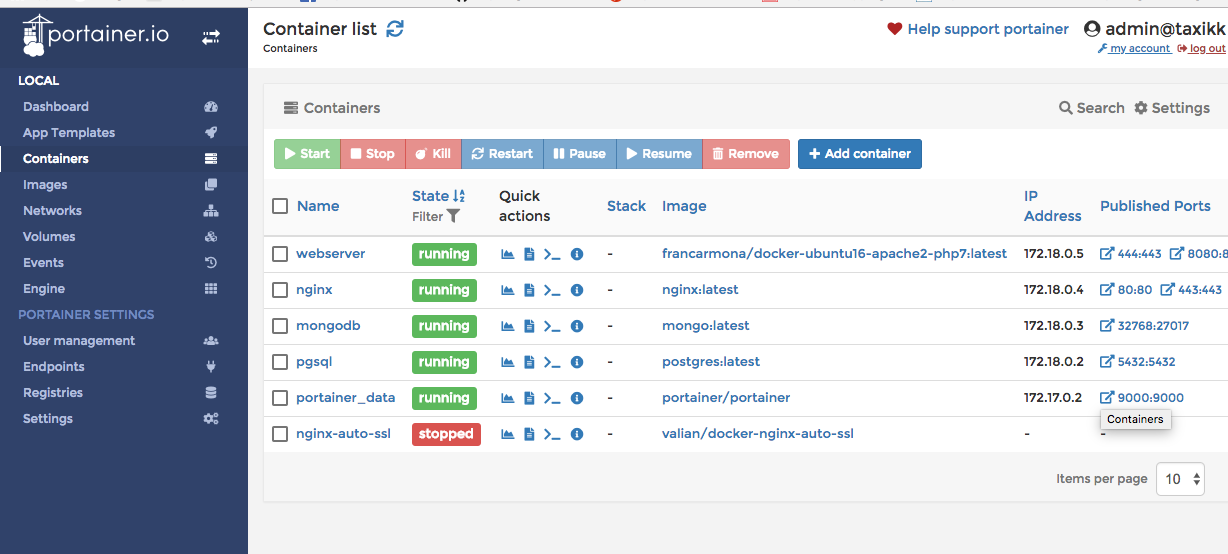 portainer.io
Container list
Containers
Help support portainer
admin@taxikk
my account
log out
LOCAL
Dashboard
App Templates
Containers
Images
Networks
Volumes
Events
Engine
PORTAINER SETTINGS
User management
Endpoints
Registries
Settings
Containers
Search
Settings
Start Stop Kill Restart Pause Resume Remove Add container
Name State Filter Quick actions Stack Image IP Address Published Ports
webserver running - francarmona/docker-ubuntu16-apache2-php7:latest 172.18.0.5 444:443 8080:8
nginx running - nginx:latest 172.18.0.4 80:80 443:443
mongodb running - mongo:latest 172.18.0.3 32768:27017
pgsql running - postgres:latest 172.18.0.2 5432:5432
portainer_data running - portainer/portainer 172.17.0.2 9000:9000
Containers
nginx-auto-ssl stopped - valian/docker-nginx-auto-ssl - -
Items per page 10